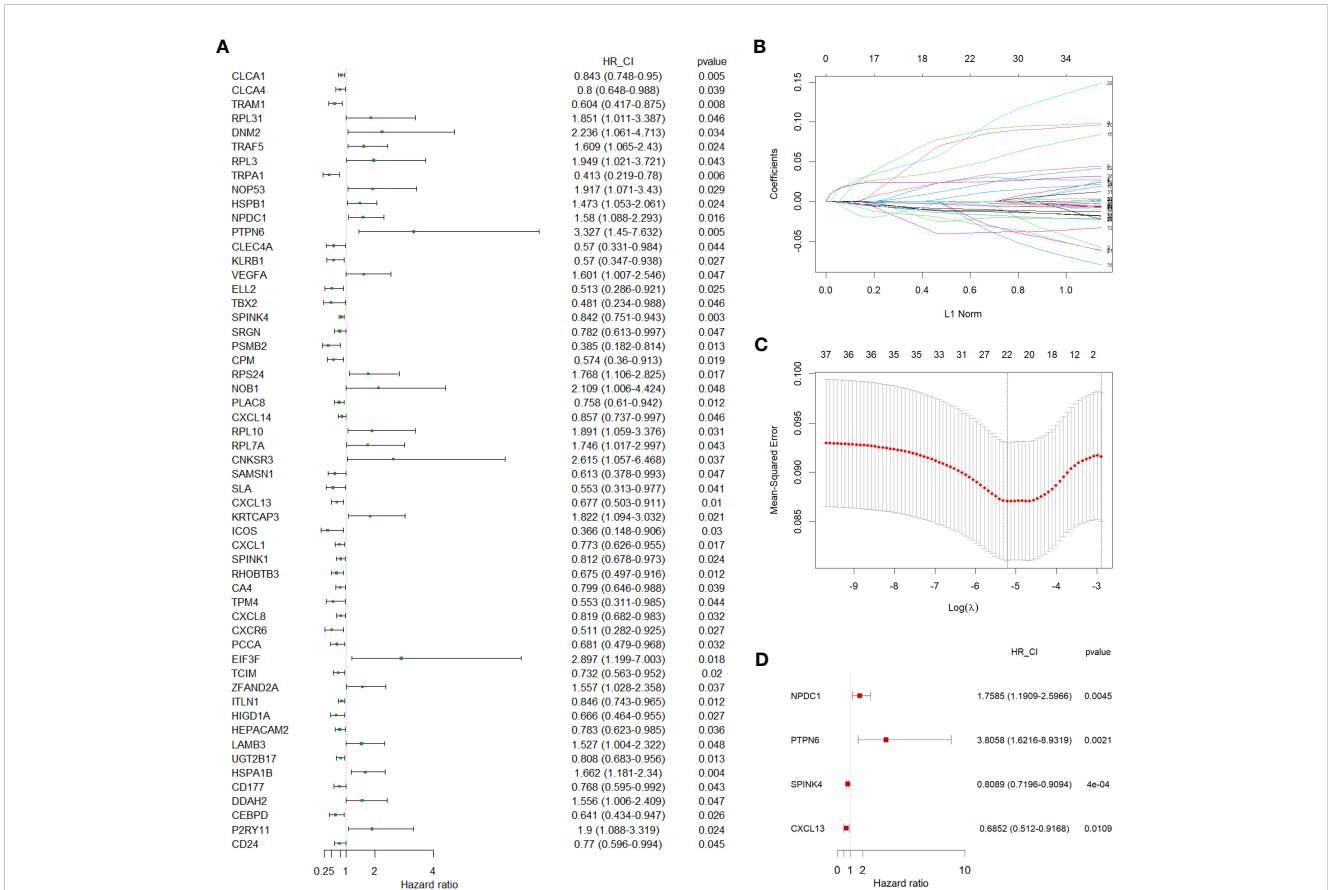 A
HR_CI pvalue
CLCA1 0.843 (0.748-0.95) 0.005
CLCA4 0.8 (0.648-0.988) 0.039
TRAM1 0.604 (0.417-0.875) 0.008
RPL31 1.851 (1.011-3.387) 0.046
DNM2 2.236 (1.061-4.713) 0.034
TRAF5 1.609 (1.065-2.43) 0.024
RPL3 1.949 (1.021-3.721) 0.043
TRPA1 0.413 (0.219-0.78) 0.006
NOP53 1.917 (1.071-3.43) 0.029
HSPB1 1.473 (1.053-2.061) 0.024
NPDC1 1.58 (1.088-2.293) 0.016
PTPN6 3.327 (1.45-7.632) 0.005
CLEC4A 0.57 (0.331-0.984) 0.044
KLRB1 0.57 (0.347-0.938) 0.027
VEGFA 1.601 (1.007-2.546) 0.047
ELL2 0.513 (0.286-0.921) 0.025
TBX2 0.481 (0.234-0.988) 0.046
SPINK4 0.842 (0.751-0.943) 0.003
SRGN 0.782 (0.613-0.997) 0.047
PSMB2 0.385 (0.182-0.814) 0.013
CPM 0.574 (0.36-0.913) 0.019
RPS24 1.768 (1.106-2.825) 0.017
NOB1 2.109 (1.006-4.424) 0.048
PLAC8 0.758 (0.61-0.942) 0.012
CXCL14 0.857 (0.737-0.997) 0.046
RPL10 1.891 (1.059-3.376) 0.031
RPL7A 1.746 (1.017-2.997) 0.043
CNKSR3 2.615 (1.057-6.468) 0.037
SAMSN1 0.613 (0.378-0.993) 0.047
SLA 0.553 (0.313-0.977) 0.041
CXCL13 0.677 (0.503-0.911) 0.01
KRTCAP3 1.822 (1.094-3.032) 0.021
ICOS 0.366 (0.148-0.906) 0.03
CXCL1 0.773 (0.626-0.955) 0.017
SPINK1 0.812 (0.678-0.973) 0.024
RHOBTB3 0.675 (0.497-0.916) 0.012
CA4 0.799 (0.646-0.988) 0.039
TPM4 0.553 (0.311-0.985) 0.044
CXCL8 0.819 (0.682-0.983) 0.032
CXCR6 0.511 (0.282-0.925) 0.027
PCCA 0.681 (0.479-0.968) 0.032
EIF3F 2.897 (1.199-7.003) 0.018
TCIM 0.732 (0.563-0.952) 0.02
ZFAND2A 1.557 (1.028-2.358) 0.037
ITLN1 0.846 (0.743-0.965) 0.012
HIGD1A 0.666 (0.464-0.955) 0.027
HEPACAM2 0.783 (0.623-0.985) 0.036
LAMB3 1.527 (1.004-2.322) 0.048
UGT2B17 0.808 (0.683-0.956) 0.013
HSPA1B 1.662 (1.181-2.34) 0.004
CD177 0.768 (0.595-0.992) 0.043
DDAH2 1.556 (1.006-2.409) 0.047
CEBPD 0.641 (0.434-0.947) 0.026
P2RY11 1.9 (1.088-3.319) 0.024
CD24 0.77 (0.596-0.994) 0.045
0.25 1 2 4
Hazard ratio
B
0 17 18 22 30 34
0.15
0.10
0.05
0.00
-0.05
Coefficients
0.0 0.2 0.4 0.6 0.8 1.0
L1 Norm
C
37 36 36 35 35 33 31 27 22 20 18 12 2
0.100
0.095
0.090
0.085
Mean-Squared Error
-9 -8 -7 -6 -5 -4 -3
Log(λ)
D
HR_CI pvalue
NPDC1 1.7585 (1.1909-2.5966) 0.0045
PTPN6 3.8058 (1.6216-8.9319) 0.0021
SPINK4 0.8089 (0.7196-0.9094) 4e-04
CXCL13 0.6852 (0.512-0.9168) 0.0109
0 1 2 10
Hazard ratio